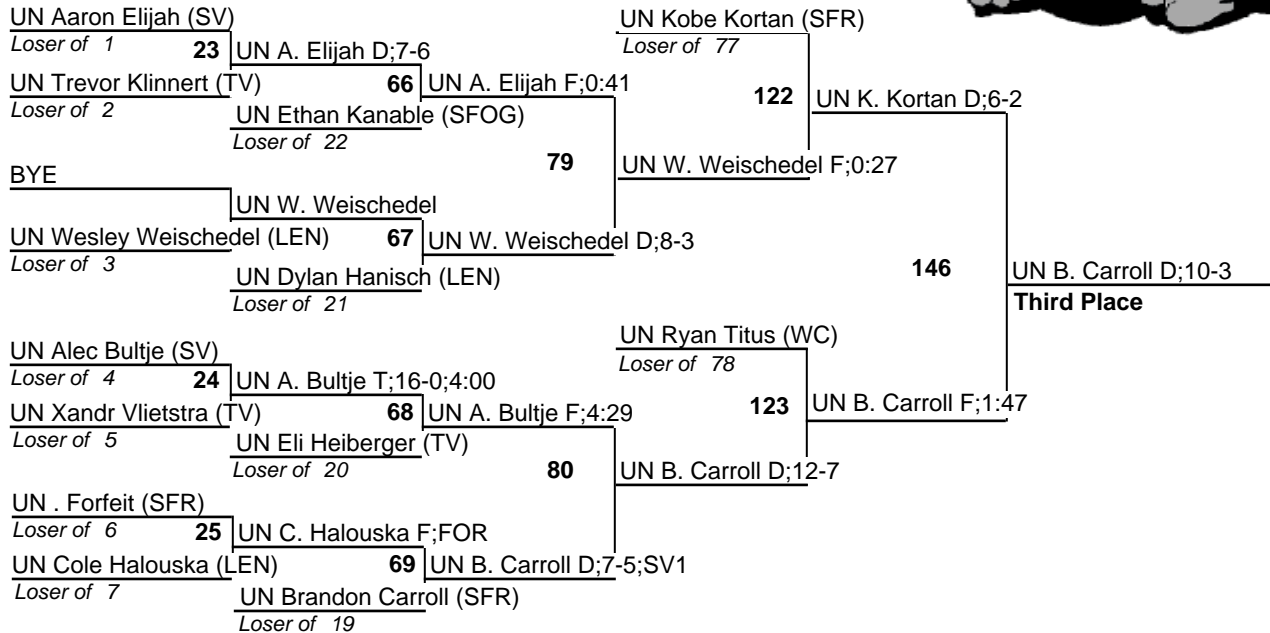 UN Aaron Elijah (SV)
Loser of 1
23
UN A. Elijah D;7-6
UN Trevor Klinnert (TV)
Loser of 2
66
UN A. Elijah F;0:41
UN Ethan Kanable (SFOG)
Loser of 22
79
BYE
UN W. Weischedel
UN Wesley Weischedel (LEN)
Loser of 3
67
UN W. Weischedel D;8-3
UN Dylan Hanisch (LEN)
Loser of 21
UN Kobe Kortan (SFR)
Loser of 77
122
UN K. Kortan D;6-2
UN W. Weischedel F;0:27
146
UN B. Carroll D;10-3
Third Place
UN Alec Bultje (SV)
Loser of 4
24
UN A. Bultje T;16-0;4:00
UN Xandr Vlietstra (TV)
Loser of 5
68
UN A. Bultje F;4:29
UN Eli Heiberger (TV)
Loser of 20
80
UN . Forfeit (SFR)
Loser of 6
25
UN C. Halouska F;FOR
UN Cole Halouska (LEN)
Loser of 7
69
UN B. Carroll D;7-5;SV1
UN Brandon Carroll (SFR)
Loser of 19
UN Ryan Titus (WC)
Loser of 78
123
UN B. Carroll F;1:47
UN B. Carroll D;12-7